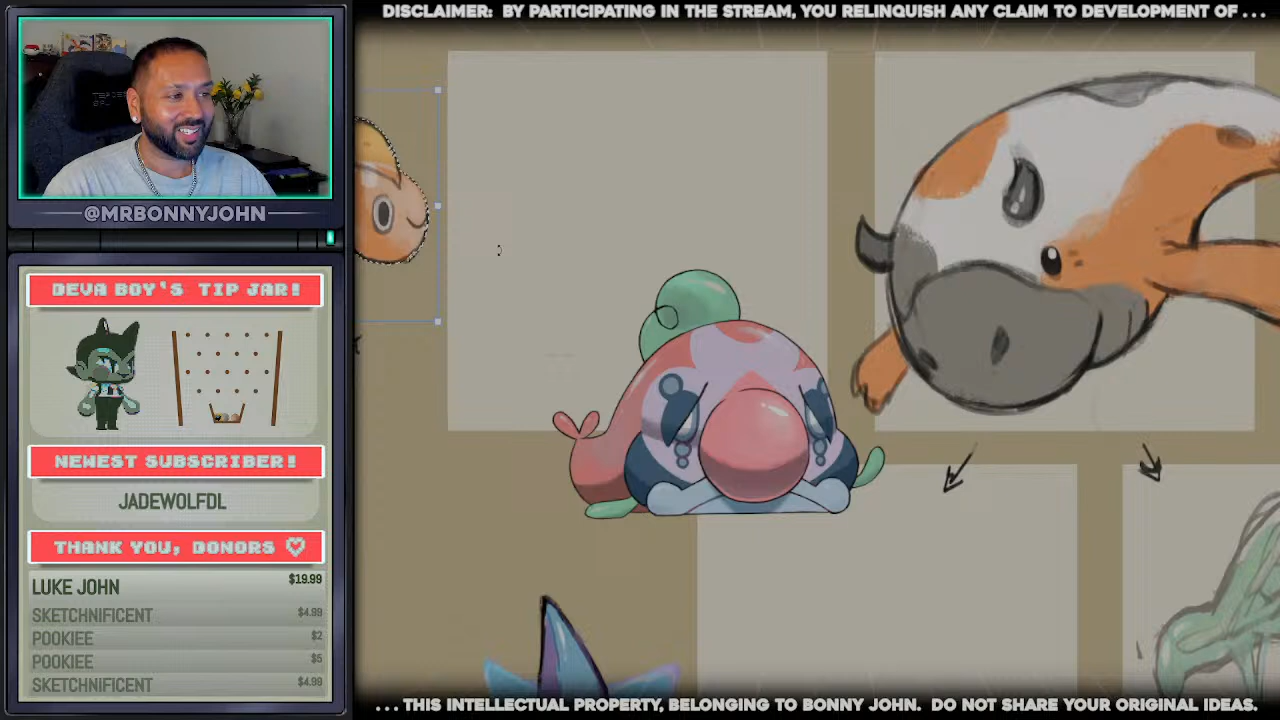 DISCLAIMER: BY PARTICIPATING IN THE STREAM, YOU RELINQUISH ANY CLAIM TO DEVELOPMENT OF . . .
@MRBONNYJOHN
DEVA BOY'S TIP JAR!
NEWEST SUBSCRIBER!
JADEWOLFDL
THANK YOU, DONORS ♡
LUKE JOHN $19.99
SKETCHNIFICENT $4.99
POOKIEE $2
POOKIEE $5
SKETCHNIFICENT $4.99
. . . THIS INTELLECTUAL PROPERTY, BELONGING TO BONNY JOHN. DO NOT SHARE YOUR ORIGINAL IDEAS.